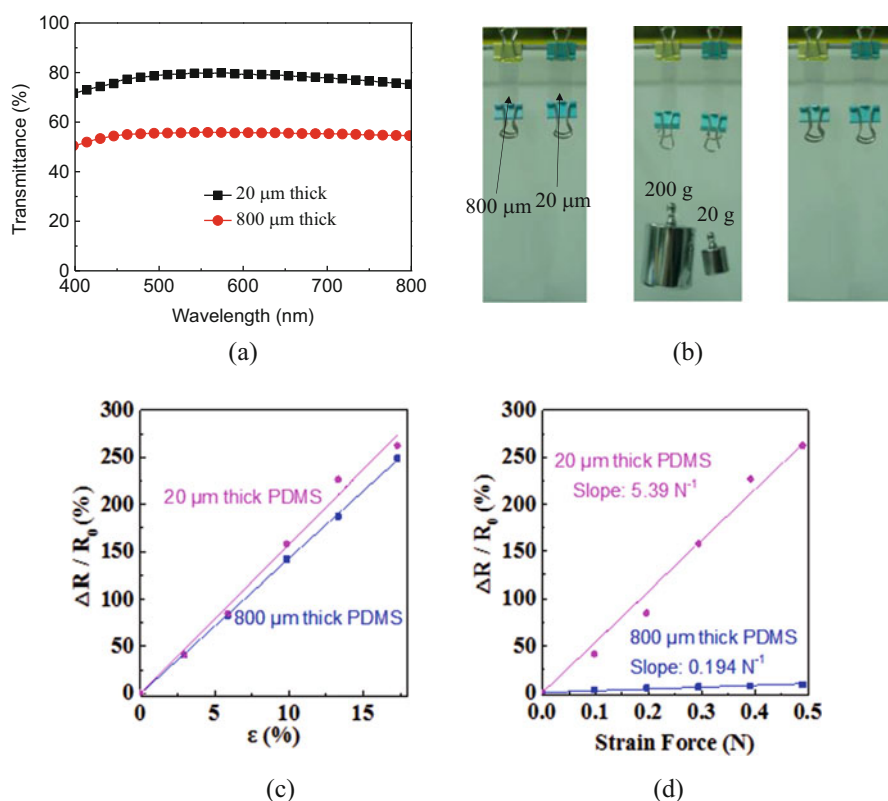 100
80
60
40
20
0
Transmittance (%)
20 μm thick
800 μm thick
400 500 600 700 800
Wavelength (nm)
(a)
800 μm
20 μm
200 g
20 g
(b)
300
250
200
150
100
50
0
ΔR / R₀ (%)
20 μm thick PDMS
800 μm thick PDMS
0 5 10 15
ε (%)
(c)
300
250
200
150
100
50
0
ΔR / R₀ (%)
20 μm thick PDMS
Slope: 5.39 N⁻¹
800 μm thick PDMS
Slope: 0.194 N⁻¹
0.0 0.1 0.2 0.3 0.4 0.5
Strain Force (N)
(d)